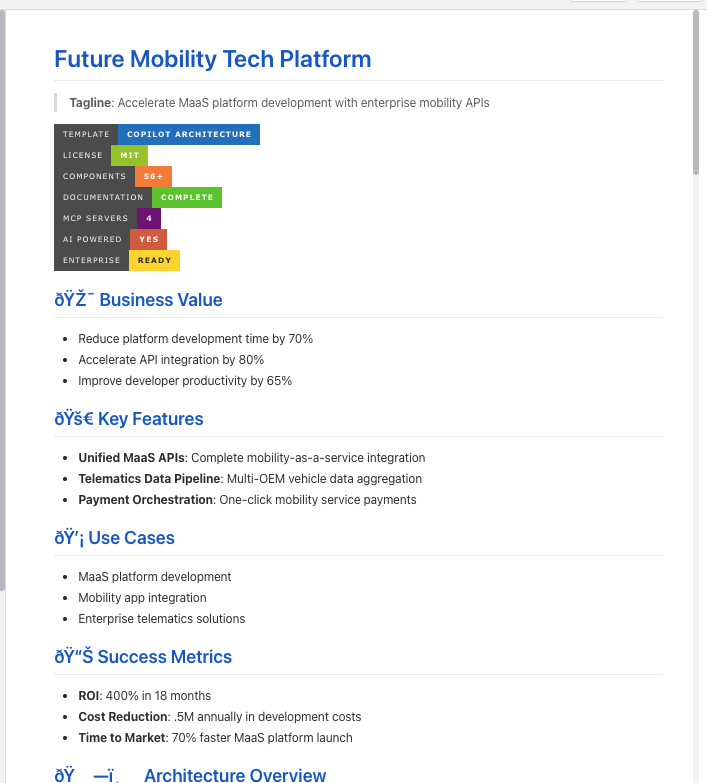 Future Mobility Tech Platform
Tagline: Accelerate MaaS platform development with enterprise mobility APIs
TEMPLATE COPILOT ARCHITECTURE
LICENSE MIT
COMPONENTS 56+
DOCUMENTATION COMPLETE
MCP SERVERS 4
AI POWERED YES
ENTERPRISE READY
ðŸŽ¯ Business Value
• Reduce platform development time by 70%
• Accelerate API integration by 80%
• Improve developer productivity by 65%
ðŸš€ Key Features
• Unified MaaS APIs: Complete mobility-as-a-service integration
• Telematics Data Pipeline: Multi-OEM vehicle data aggregation
• Payment Orchestration: One-click mobility service payments
ðŸ’¡ Use Cases
• MaaS platform development
• Mobility app integration
• Enterprise telematics solutions
ðŸ“Š Success Metrics
• ROI: 400% in 18 months
• Cost Reduction: .5M annually in development costs
• Time to Market: 70% faster MaaS platform launch
ðŸ —ï¸ Architecture Overview